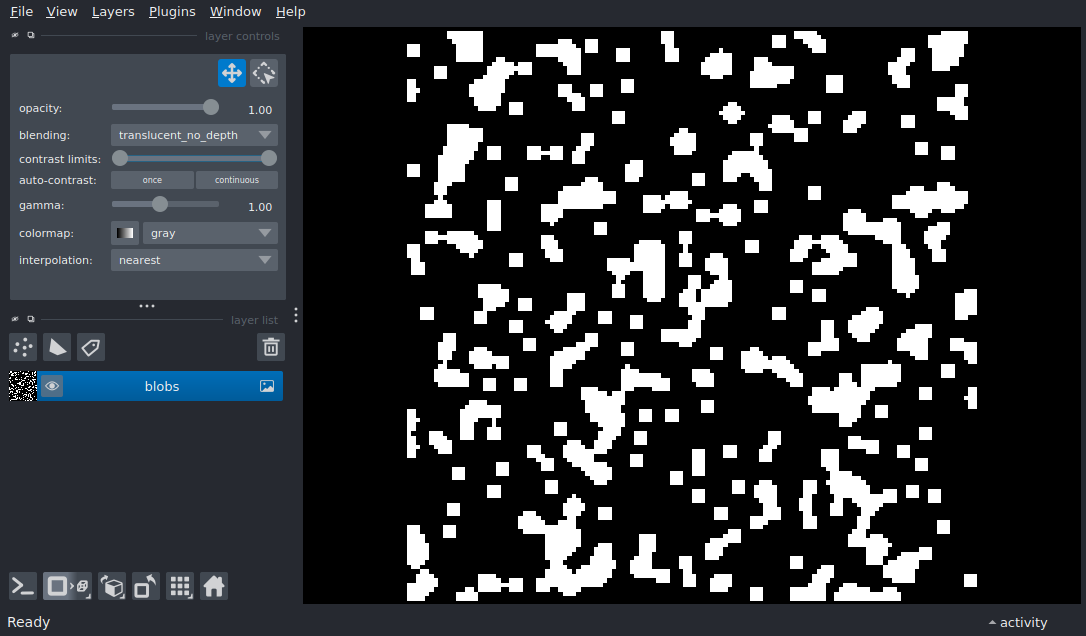 File View Layers Plugins Window Help
layer controls
opacity: 1.00
blending: translucent_no_depth
contrast limits:
auto-contrast: once continuous
gamma: 1.00
colormap: gray
interpolation: nearest
layer list
blobs
Ready activity